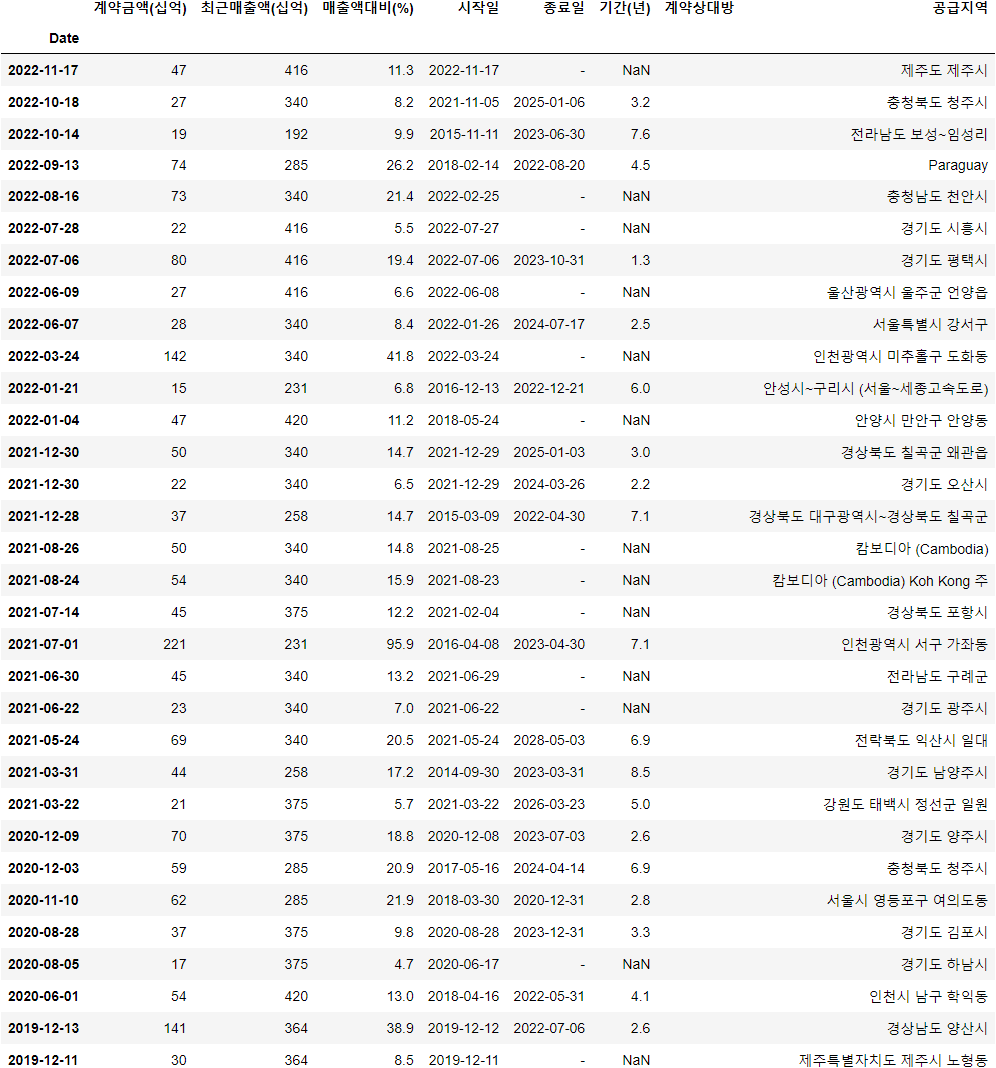 계약금액(십억) 최근매출액(십억) 매출액대비(%) 시작일 종료일 기간(년) 계약상대방 공급지역
Date
2022-11-17 47 416 11.3 2022-11-17 - NaN 제주도 제주시
2022-10-18 27 340 8.2 2021-11-05 2025-01-06 3.2 충청북도 청주시
2022-10-14 19 192 9.9 2015-11-11 2023-06-30 7.6 전라남도 보성~임성리
2022-09-13 74 285 26.2 2018-02-14 2022-08-20 4.5 Paraguay
2022-08-16 73 340 21.4 2022-02-25 - NaN 충청남도 천안시
2022-07-28 22 416 5.5 2022-07-27 - NaN 경기도 시흥시
2022-07-06 80 416 19.4 2022-07-06 2023-10-31 1.3 경기도 평택시
2022-06-09 27 416 6.6 2022-06-08 - NaN 울산광역시 울주군 언양읍
2022-06-07 28 340 8.4 2022-01-26 2024-07-17 2.5 서울특별시 강서구
2022-03-24 142 340 41.8 2022-03-24 - NaN 인천광역시 미추홀구 도화동
2022-01-21 15 231 6.8 2016-12-13 2022-12-21 6.0 안성시~구리시 (서울~세종고속도로)
2022-01-04 47 420 11.2 2018-05-24 - NaN 안양시 만안구 안양동
2021-12-30 50 340 14.7 2021-12-29 2025-01-03 3.0 경상북도 칠곡군 왜관읍
2021-12-30 22 340 6.5 2021-12-29 2024-03-26 2.2 경기도 오산시
2021-12-28 37 258 14.7 2015-03-09 2022-04-30 7.1 경상북도 대구광역시~경상북도 칠곡군
2021-08-26 50 340 14.8 2021-08-25 - NaN 캄보디아 (Cambodia)
2021-08-24 54 340 15.9 2021-08-23 - NaN 캄보디아 (Cambodia) Koh Kong 주
2021-07-14 45 375 12.2 2021-02-04 - NaN 경상북도 포항시
2021-07-01 221 231 95.9 2016-04-08 2023-04-30 7.1 인천광역시 서구 가좌동
2021-06-30 45 340 13.2 2021-06-29 - NaN 전라남도 구례군
2021-06-22 23 340 7.0 2021-06-22 - NaN 경기도 광주시
2021-05-24 69 340 20.5 2021-05-24 2028-05-03 6.9 전락북도 익산시 일대
2021-03-31 44 258 17.2 2014-09-30 2023-03-31 8.5 경기도 남양주시
2021-03-22 21 375 5.7 2021-03-22 2026-03-23 5.0 강원도 태백시 정선군 일원
2020-12-09 70 375 18.8 2020-12-08 2023-07-03 2.6 경기도 양주시
2020-12-03 59 285 20.9 2017-05-16 2024-04-14 6.9 충청북도 청주시
2020-11-10 62 285 21.9 2018-03-30 2020-12-31 2.8 서울시 영등포구 여의도동
2020-08-28 37 375 9.8 2020-08-28 2023-12-31 3.3 경기도 김포시
2020-08-05 17 375 4.7 2020-06-17 - NaN 경기도 하남시
2020-06-01 54 420 13.0 2018-04-16 2022-05-31 4.1 인천시 남구 학익동
2019-12-13 141 364 38.9 2019-12-12 2022-07-06 2.6 경상남도 양산시
2019-12-11 30 364 8.5 2019-12-11 - NaN 제주특별자치도 제주시 노형동